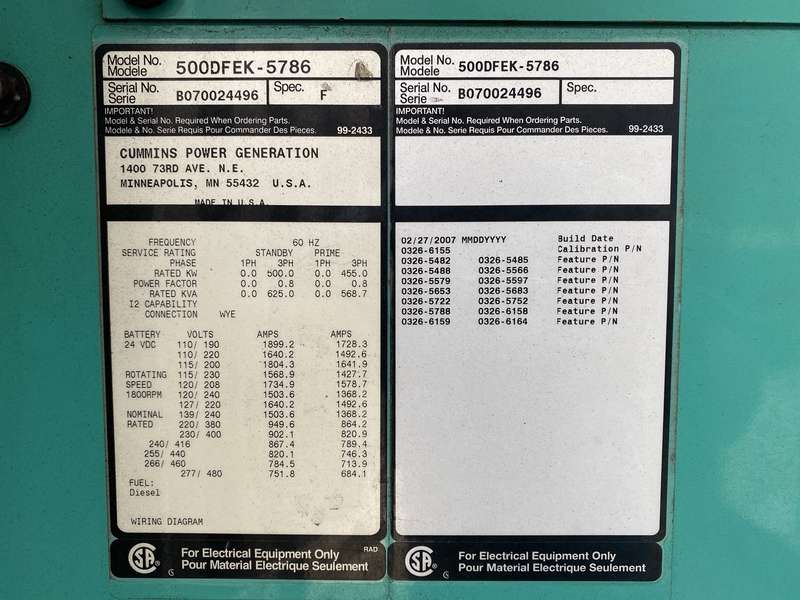 Model No.
Modele
500DFEK-5786
Serial No.
Serie
B070024496
Spec.
F
IMPORTANT!
Model & Serial No. Required When Ordering Parts.
Modele & No. Serie Requis Pour Commander Des Pieces. 99-2433
CUMMINS POWER GENERATION
1400 73RD AVE. N.E.
MINNEAPOLIS, MN 55432 U.S.A.
MADE IN U.S.A.
FREQUENCY 60 HZ
SERVICE RATING STANDBY PRIME
PHASE 1PH 3PH 1PH 3PH
RATED KW 0.0 500.0 0.0 455.0
POWER FACTOR 0.0 0.8 0.0 0.8
RATED KVA 0.0 625.0 0.0 568.7
I2 CAPABILITY
CONNECTION WYE
BATTERY VOLTS AMPS AMPS
24 VDC 110/ 190 1899.2 1728.3
110/ 220 1640.2 1492.6
115/ 200 1804.3 1641.9
ROTATING 115/ 230 1568.9 1427.7
SPEED 120/ 208 1734.9 1578.7
1800RPM 120/ 240 1503.6 1368.2
127/ 220 1640.2 1492.6
NOMINAL 139/ 240 1503.6 1368.2
RATED 220/ 380 949.6 864.2
230/ 400 902.1 820.9
240/ 416 867.4 789.4
255/ 440 820.1 746.3
266/ 460 784.5 713.9
277/ 480 751.8 684.1
FUEL:
Diesel
WIRING DIAGRAM
SA
For Electrical Equipment Only RAD
Pour Material Electrique Seulement
Model No.
Modele
500DFEK-5786
Serial No.
Serie
B070024496
Spec.
IMPORTANT!
Model & Serial No. Required When Ordering Parts.
Modele & No. Serie Requis Pour Commander Des Pieces. 99-2433
02/27/2007 MMDDYYYY Build Date
0326-6155 Calibration P/N
0326-5482 0326-5485 Feature P/N
0326-5488 0326-5566 Feature P/N
0326-5579 0326-5597 Feature P/N
0326-5653 0326-5683 Feature P/N
0326-5722 0326-5752 Feature P/N
0326-5788 0326-6158 Feature P/N
0326-6159 0326-6164 Feature P/N
SA
For Electrical Equipment Only
Pour Material Electrique Seulement